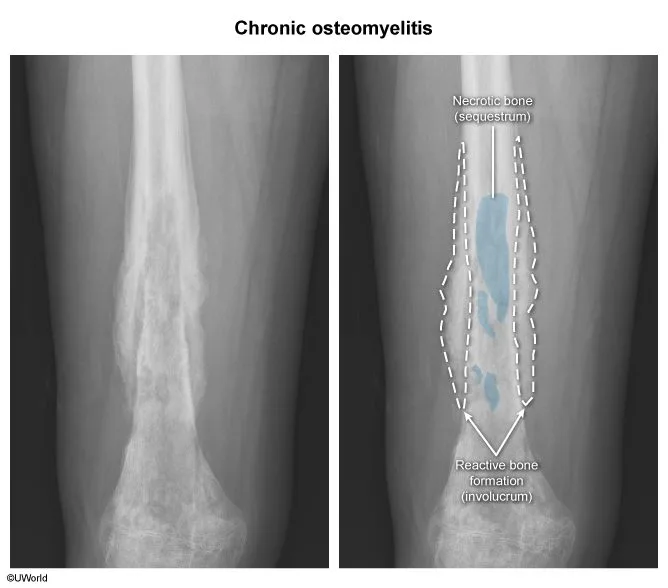 Chronic osteomyelitis
Necrotic bone
(sequestrum)
Reactive bone
formation
(involucrum)
©UWorld